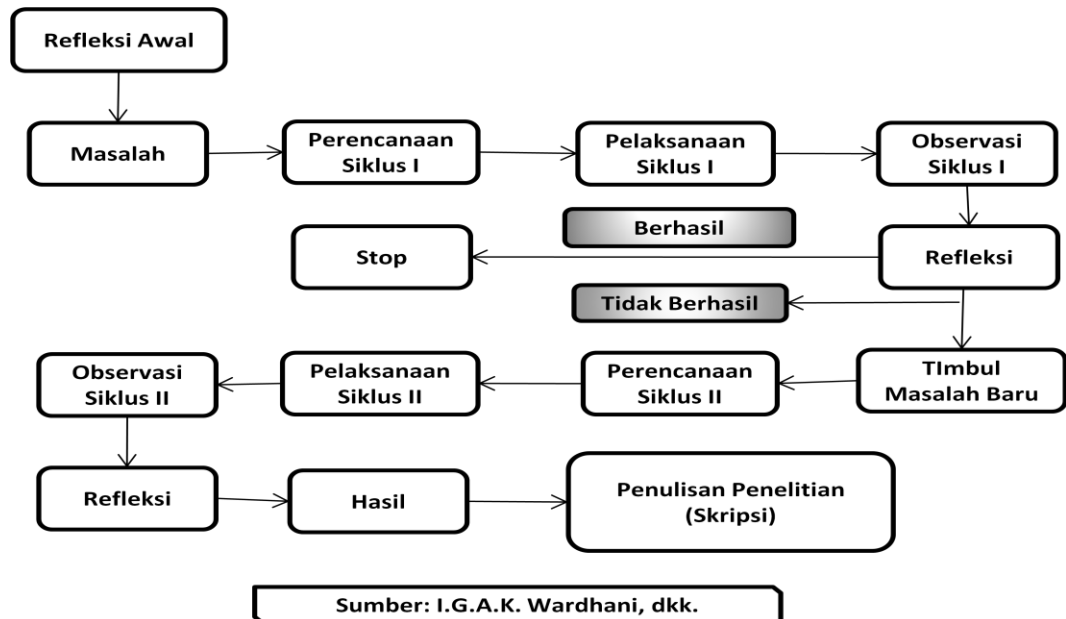 Refleksi Awal
Masalah
Perencanaan
Siklus I
Pelaksanaan
Siklus I
Observasi
Siklus I
Berhasil
Stop
Refleksi
Tidak Berhasil
TImbul
Masalah Baru
Perencanaan
Siklus II
Pelaksanaan
Siklus II
Observasi
Siklus II
Refleksi
Hasil
Penulisan Penelitian
(Skripsi)
Sumber: I.G.A.K. Wardhani, dkk.